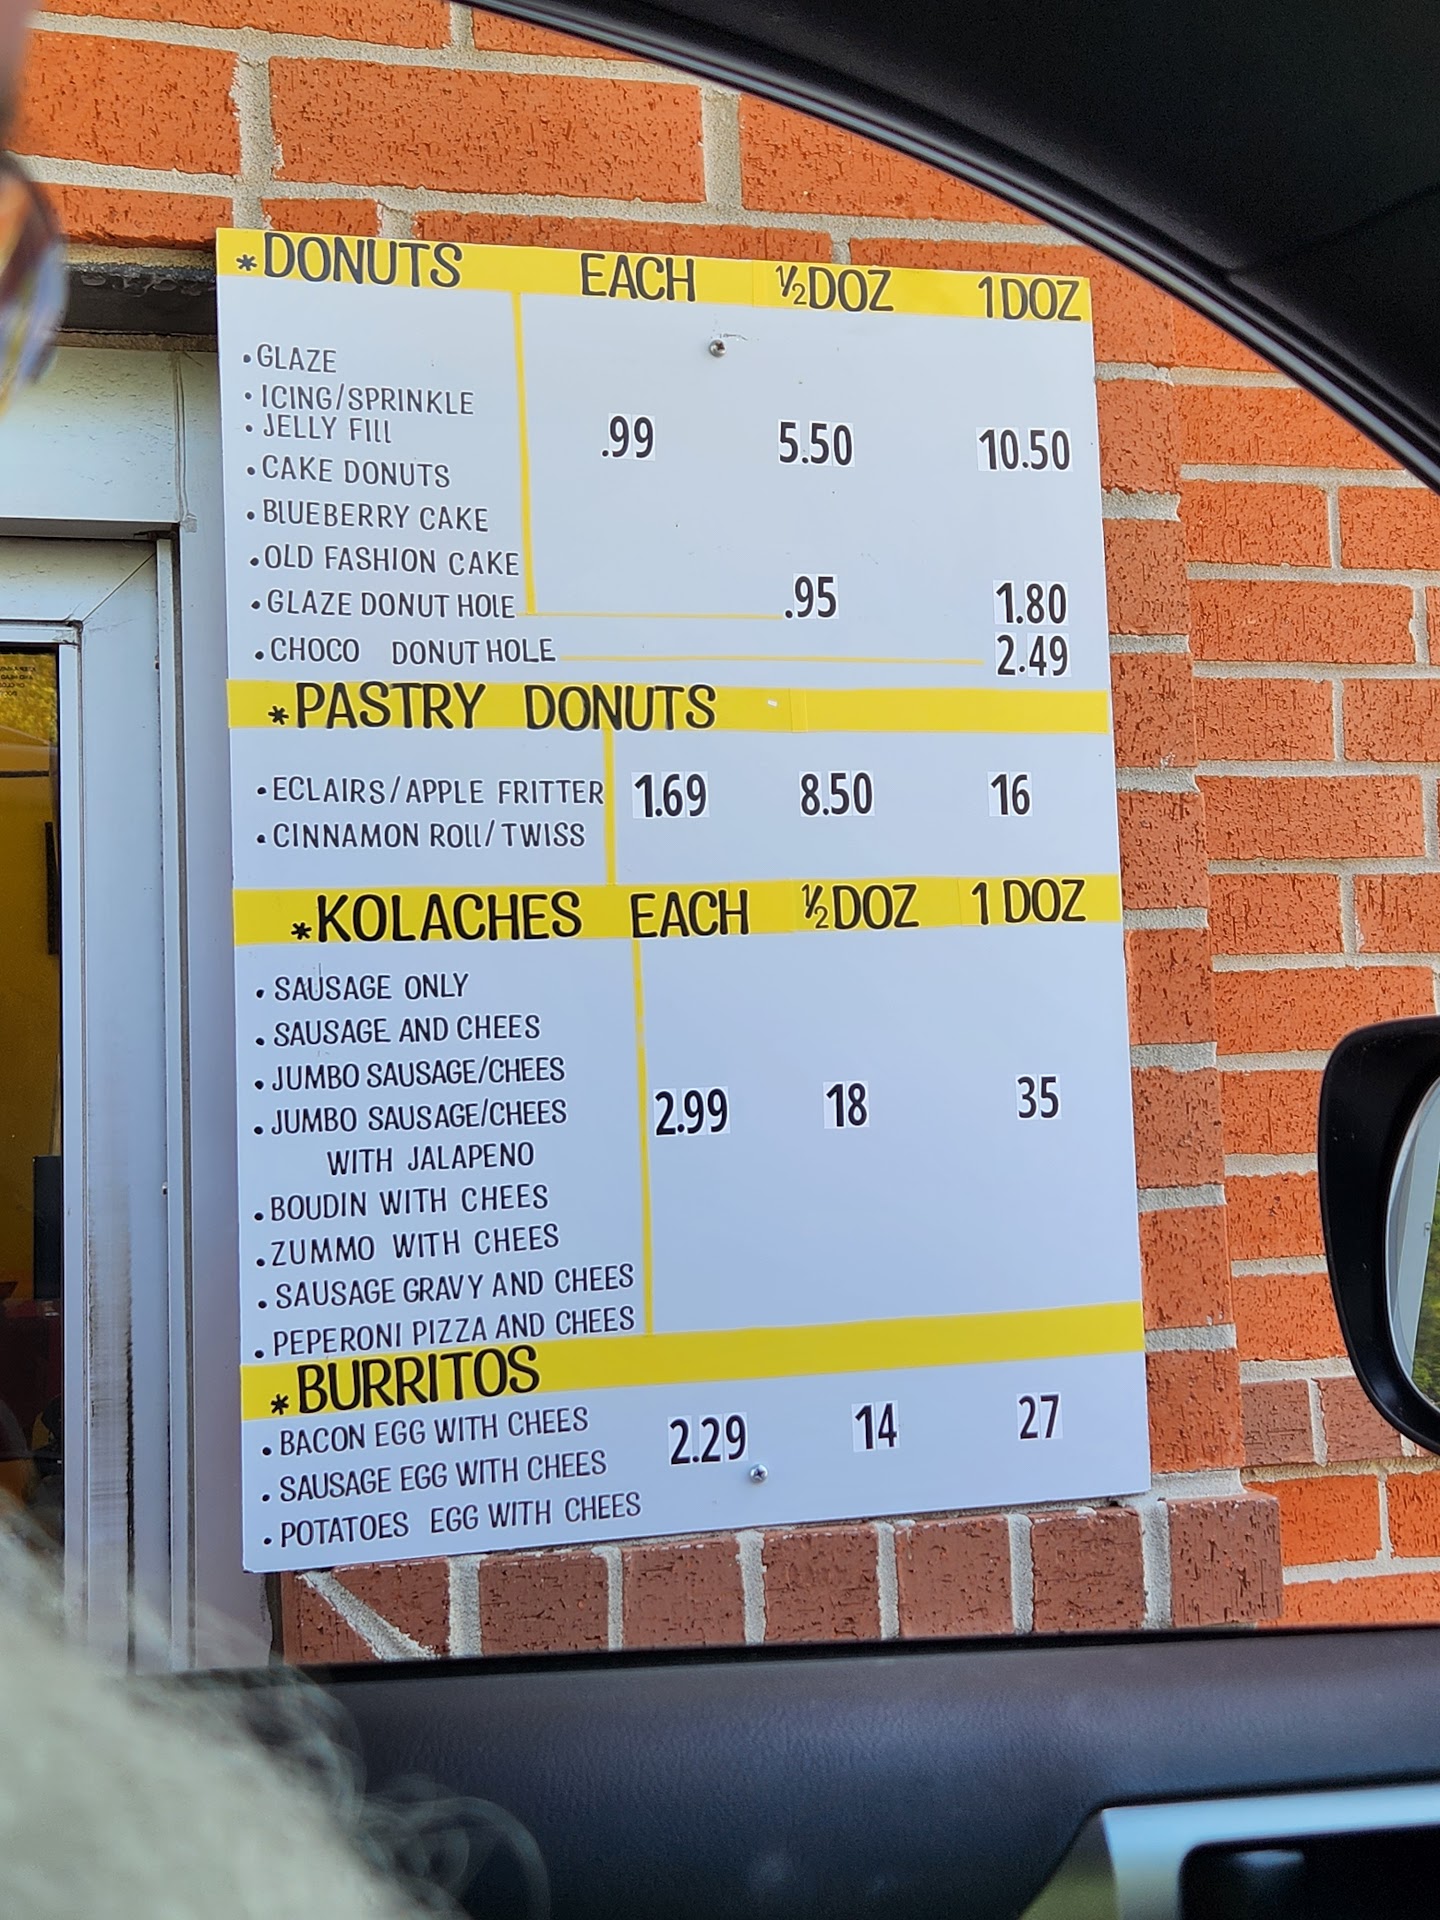 *DONUTS EACH ½DOZ 1DOZ
• GLAZE
• ICING/SPRINKLE
• JELLY FILL .99 5.50 10.50
• CAKE DONUTS
• BLUEBERRY CAKE
• OLD FASHION CAKE
• GLAZE DONUT HOLE .95 1.80
• CHOCO DONUT HOLE 2.49
*PASTRY DONUTS
• ECLAIRS/APPLE FRITTER 1.69 8.50 16
• CINNAMON ROLL/TWISS
*KOLACHES EACH ½DOZ 1DOZ
• SAUSAGE ONLY
• SAUSAGE AND CHEES
• JUMBO SAUSAGE/CHEES
• JUMBO SAUSAGE/CHEES 2.99 18 35
WITH JALAPENO
• BOUDIN WITH CHEES
• ZUMMO WITH CHEES
• SAUSAGE GRAVY AND CHEES
• PEPERONI PIZZA AND CHEES
*BURRITOS
• BACON EGG WITH CHEES 2.29 14 27
• SAUSAGE EGG WITH CHEES
• POTATOES EGG WITH CHEES